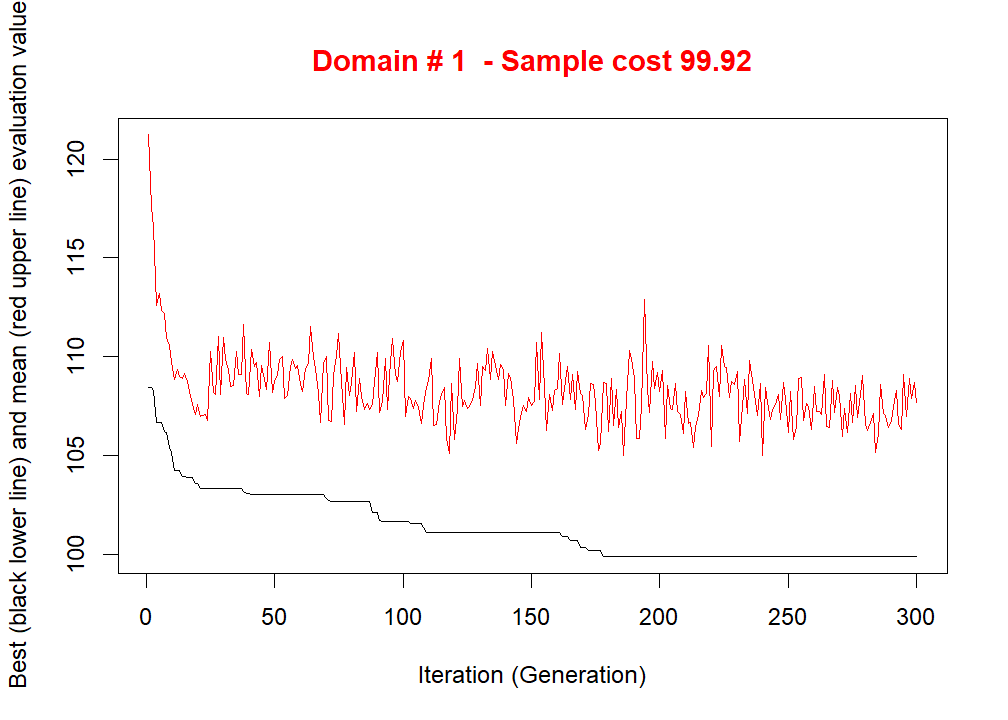 Domain # 1  - Sample cost 99.92
Best (black lower line) and mean (red upper line) evaluation value
120
115
110
105
100
0 50 100 150 200 250 300
Iteration (Generation)